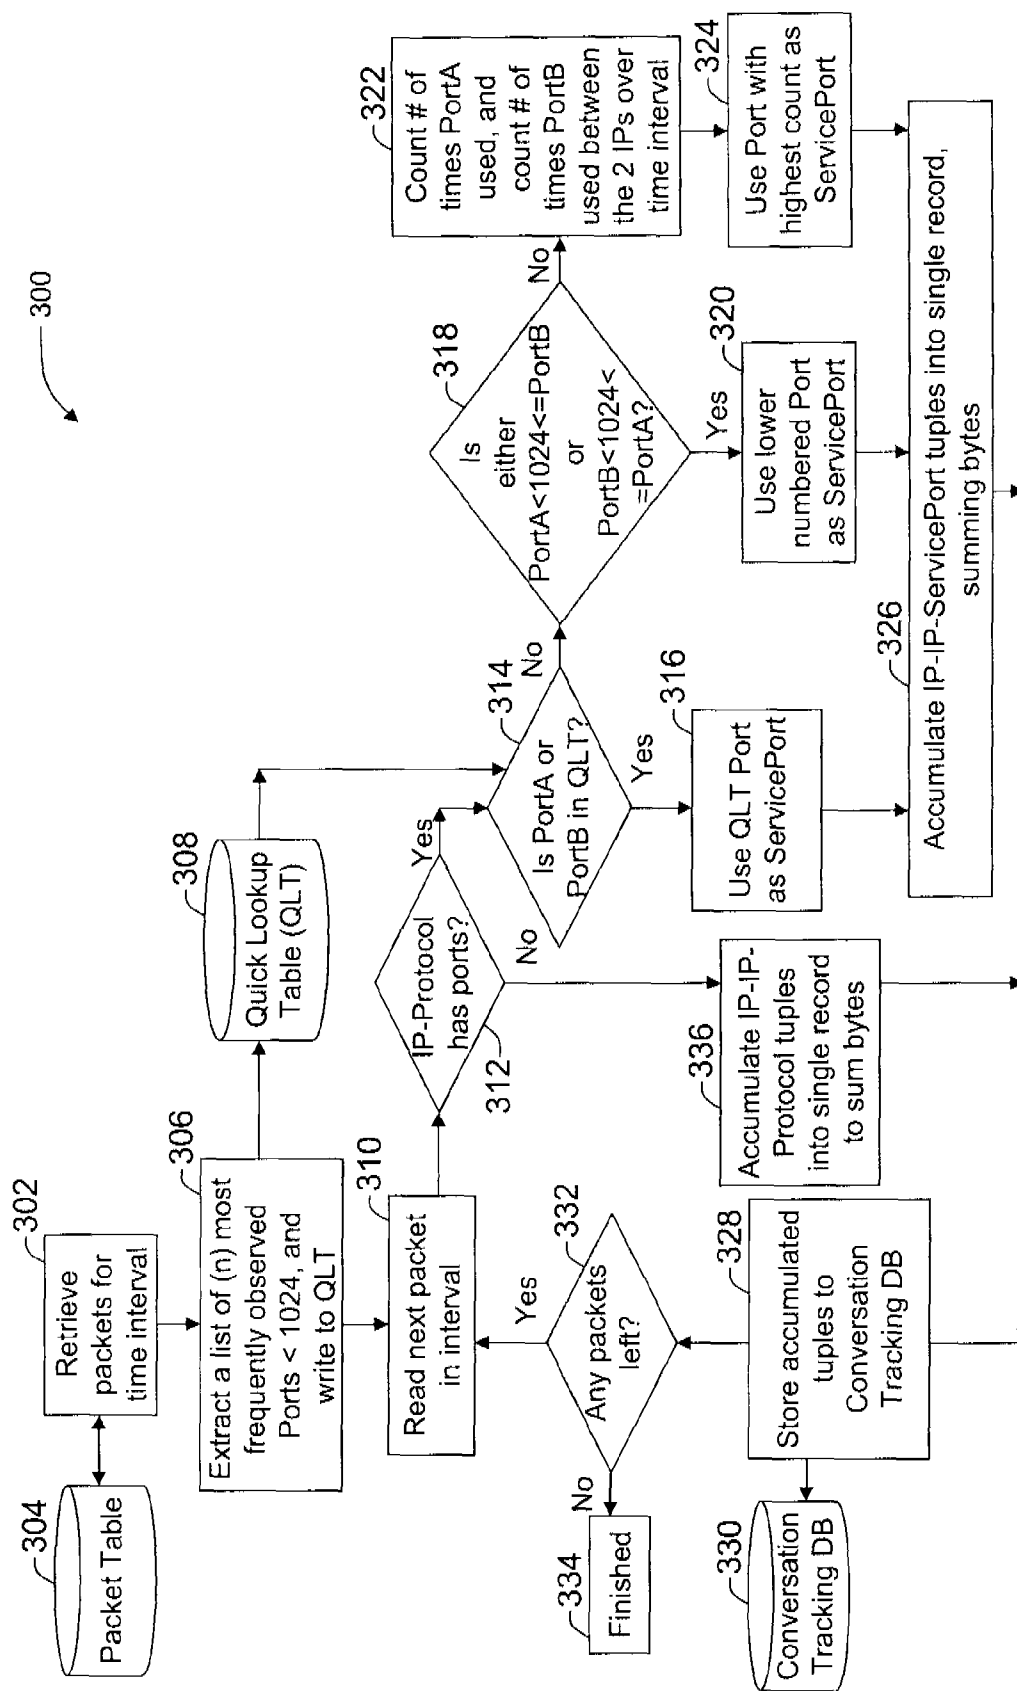 300
302
Retrieve
packets for
time interval
304
Packet Table
306
Extract a list of (n) most
frequently observed
Ports < 1024, and
write to QLT
308
Quick Lookup
Table (QLT)
310
Read next packet
in interval
312
IP-Protocol
has ports?
Yes
No
314
Is PortA or
PortB in QLT?
No
Yes
316
Use QLT Port
as ServicePort
318
Is
either
PortA<1024<=PortB
or
PortB<1024<
=PortA?
No
Yes
320
Use lower
numbered Port
as ServicePort
322
Count # of
times PortA
used, and
count # of
times PortB
used between
the 2 IPs over
time interval
324
Use Port with
highest count as
ServicePort
326
Accumulate IP-IP-ServicePort tuples into single record,
summing bytes
336
Accumulate IP-IP-
Protocol tuples
into single record
to sum bytes
328
Store accumulated
tuples to
Conversation
Tracking DB
330
Conversation
Tracking DB
332
Any packets
left?
Yes
No
334
Finished